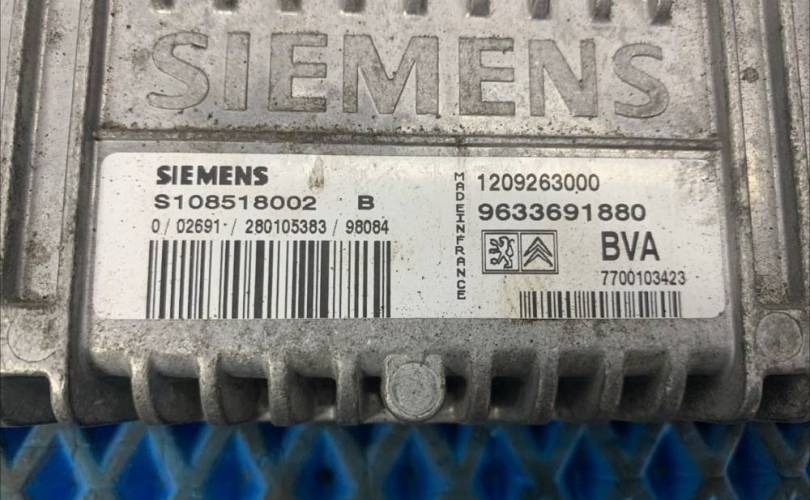 SIEMENS
SIEMENS
S108518002 B
0 / 02691 / 280105383 / 98084
MADE IN FRANCE
1209263000
9633691880
BVA
7700103423